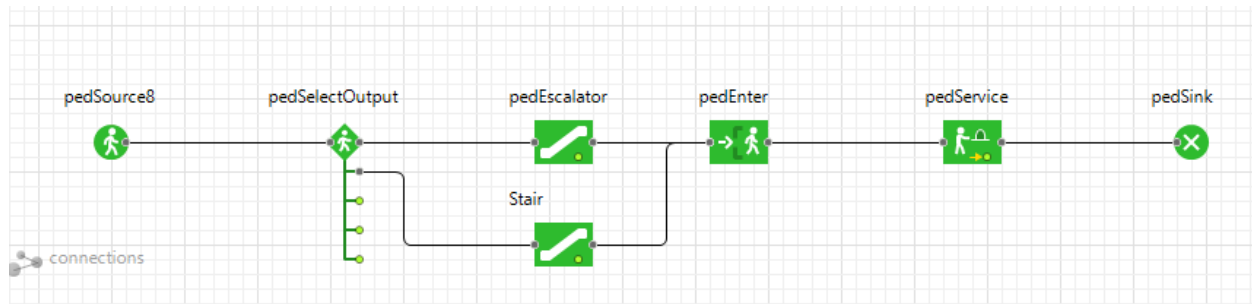 pedSource8
pedSelectOutput
pedEscalator
pedEnter
pedService
pedSink
Stair
connections